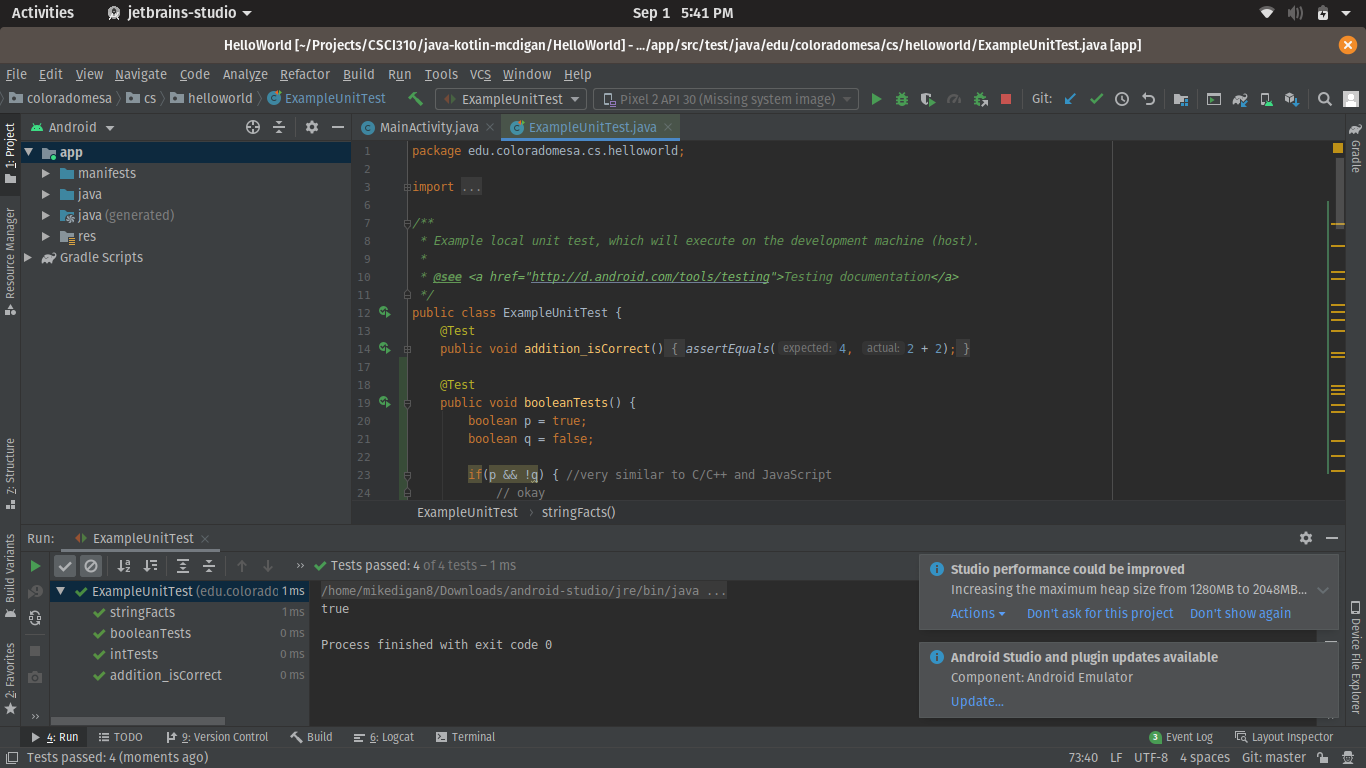 Activities jetbrains-studio Sep 1 5:41 PM
HelloWorld [~/Projects/CSCI310/java-kotlin-mcdigan/HelloWorld] - .../app/src/test/java/edu/coloradomesa/cs/helloworld/ExampleUnitTest.java [app]
File Edit View Navigate Code Analyze Refactor Build Run Tools VCS Window Help
coloradomesa cs helloworld ExampleUnitTest ExampleUnitTest Pixel 2 API 30 (Missing system image) Git:
Android MainActivity.java ExampleUnitTest.java
1: Project
Resource Manager
7: Structure
Build Variants
2: Favorites
app
manifests
java
java (generated)
res
Gradle Scripts
1 package edu.coloradomesa.cs.helloworld;
2
3 import ...
6
7 /**
8 * Example local unit test, which will execute on the development machine (host).
9 *
10 * @see <a href="http://d.android.com/tools/testing">Testing documentation</a>
11 */
12 public class ExampleUnitTest {
13 @Test
14 public void addition_isCorrect() { assertEquals( expected: 4, actual: 2 + 2); }
17
18 @Test
19 public void booleanTests() {
20 boolean p = true;
21 boolean q = false;
22
23 if(p && !q) { //very similar to C/C++ and JavaScript
24 // okay
ExampleUnitTest › stringFacts()
Gradle
Device File Explorer
Run: ExampleUnitTest
Tests passed: 4 of 4 tests – 1 ms
ExampleUnitTest (edu.colorado 1 ms
stringFacts 1 ms
booleanTests 0 ms
intTests 0 ms
addition_isCorrect 0 ms
/home/mikedigan8/Downloads/android-studio/jre/bin/java ...
true
Process finished with exit code 0
Studio performance could be improved
Increasing the maximum heap size from 1280MB to 2048MB...
Actions Don't ask for this project Don't show again
Android Studio and plugin updates available
Component: Android Emulator
Update...
4: Run TODO 9: Version Control Build 6: Logcat Terminal 3 Event Log Layout Inspector
Tests passed: 4 (moments ago) 73:40 LF UTF-8 4 spaces Git: master